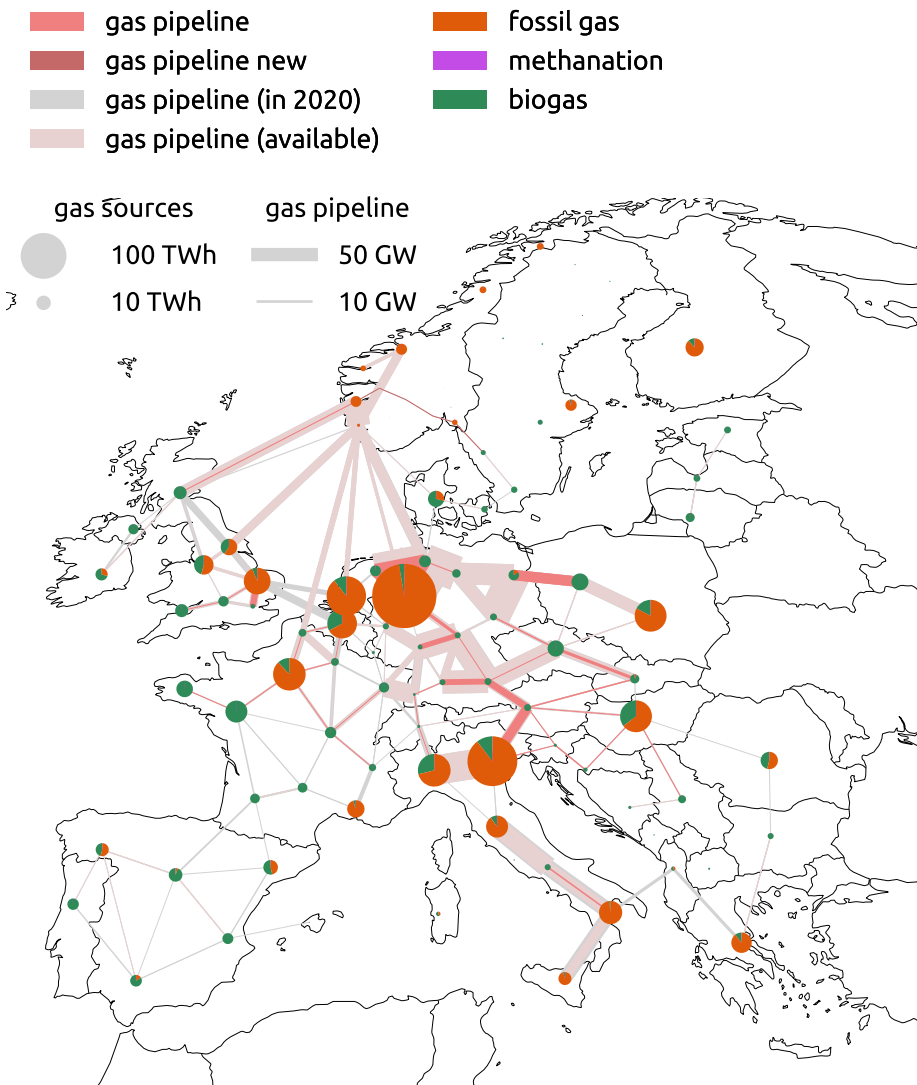 gas pipeline
gas pipeline new
gas pipeline (in 2020)
gas pipeline (available)
fossil gas
methanation
biogas
gas sources
100 TWh
10 TWh
gas pipeline
50 GW
10 GW